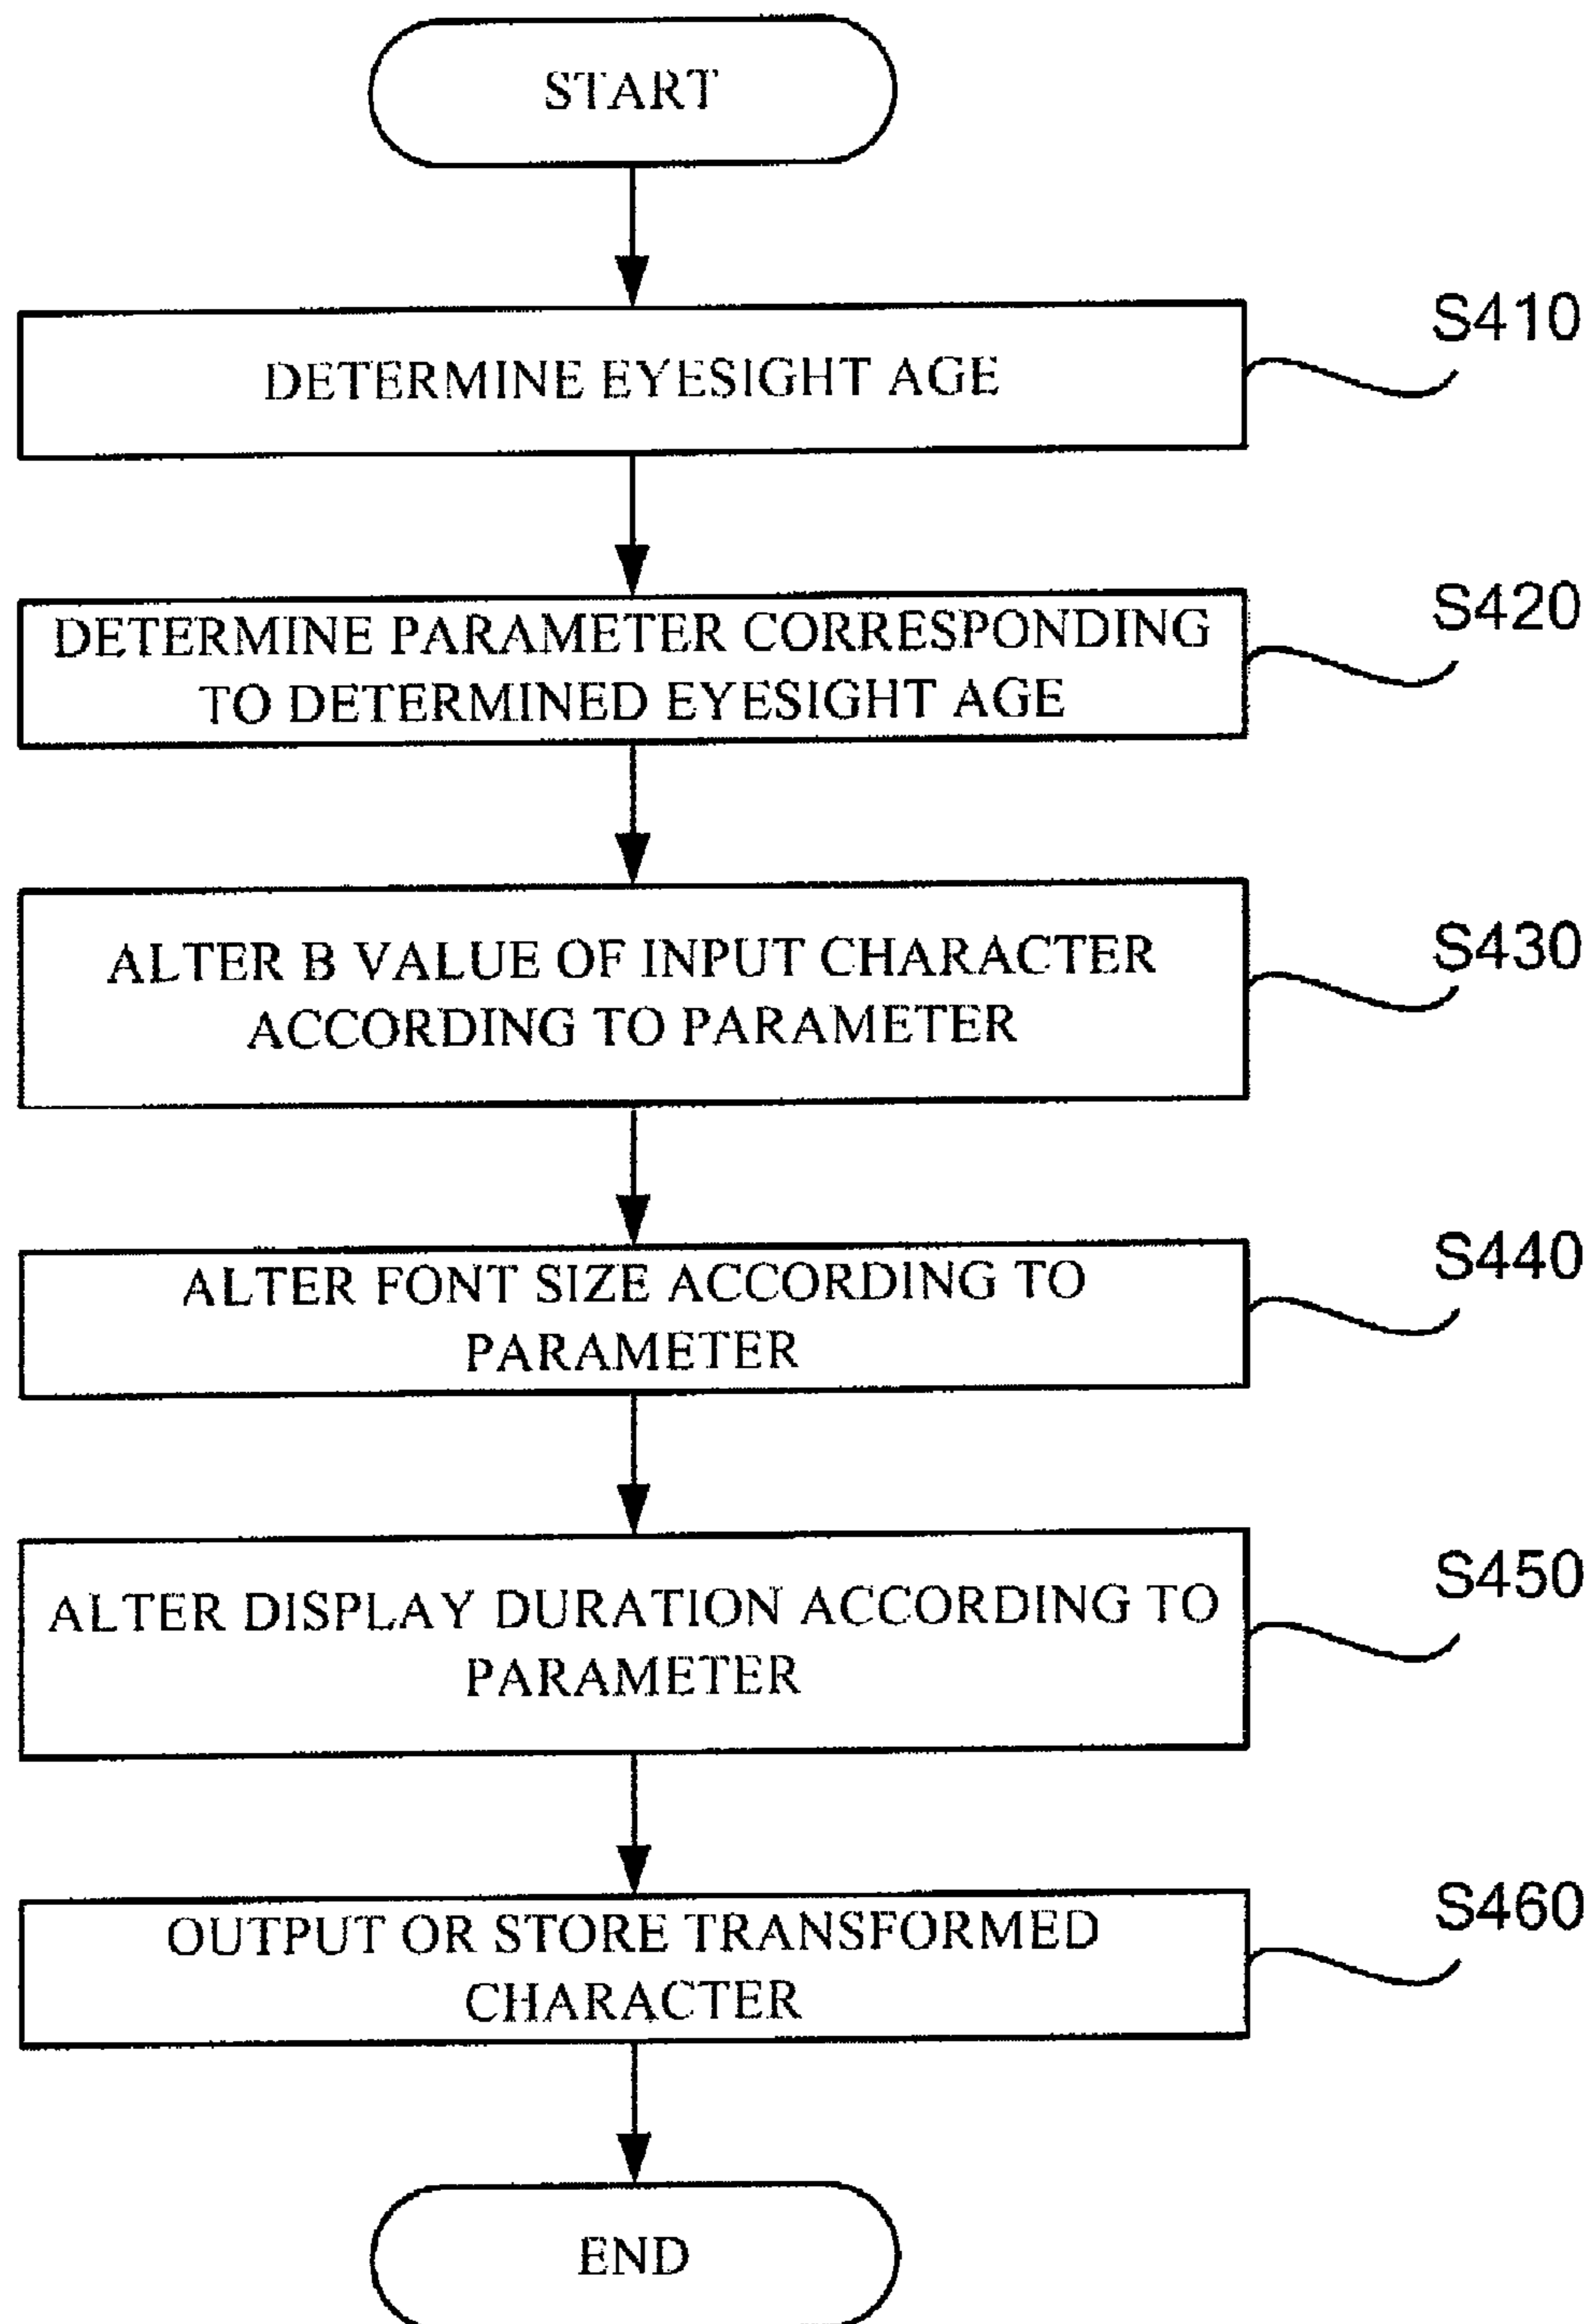 START
S410
DETERMINE EYESIGHT AGE
S420
DETERMINE PARAMETER CORRESPONDING
TO DETERMINED EYESIGHT AGE
S430
ALTER B VALUE OF INPUT CHARACTER
ACCORDING TO PARAMETER
S440
ALTER FONT SIZE ACCORDING TO
PARAMETER
S450
ALTER DISPLAY DURATION ACCORDING TO
PARAMETER
S460
OUTPUT OR STORE TRANSFORMED
CHARACTER
END